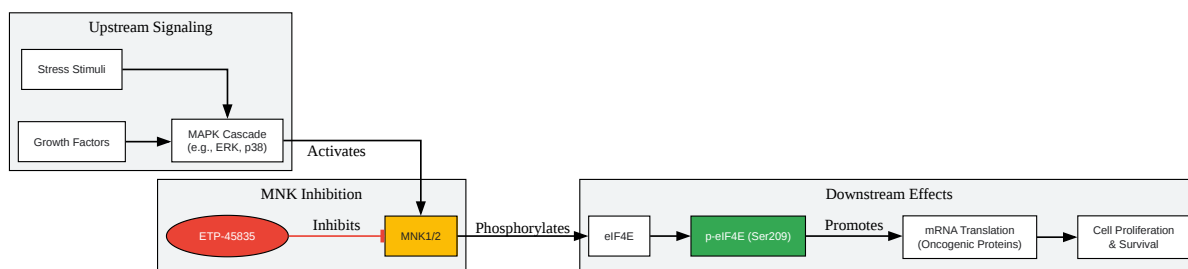 Upstream Signaling
Stress Stimuli
Growth Factors
MAPK Cascade
(e.g., ERK, p38)
Activates
MNK Inhibition
ETP-45835
Inhibits
MNK1/2
Phosphorylates
Downstream Effects
eIF4E
p-eIF4E (Ser209)
Promotes
mRNA Translation
(Oncogenic Proteins)
Cell Proliferation
& Survival